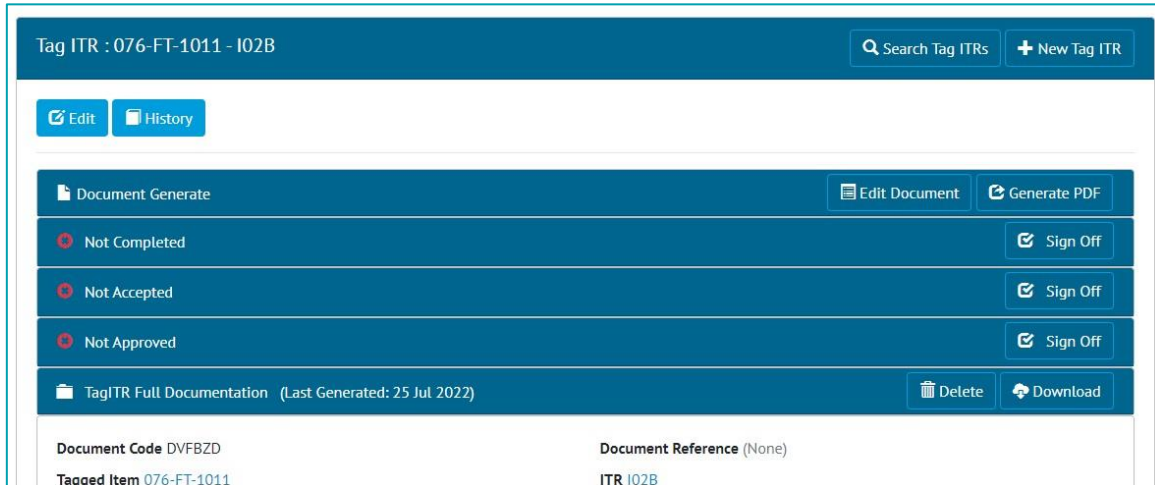 Tag ITR : 076-FT-1011 - I02B
Search Tag ITRs
New Tag ITR
Edit
History
Document Generate
Edit Document
Generate PDF
Not Completed
Sign Off
Not Accepted
Sign Off
Not Approved
Sign Off
TagITR Full Documentation (Last Generated: 25 Jul 2022)
Delete
Download
Document Code DVFBZD
Document Reference (None)
Tagged Item 076-FT-1011
ITR I02B